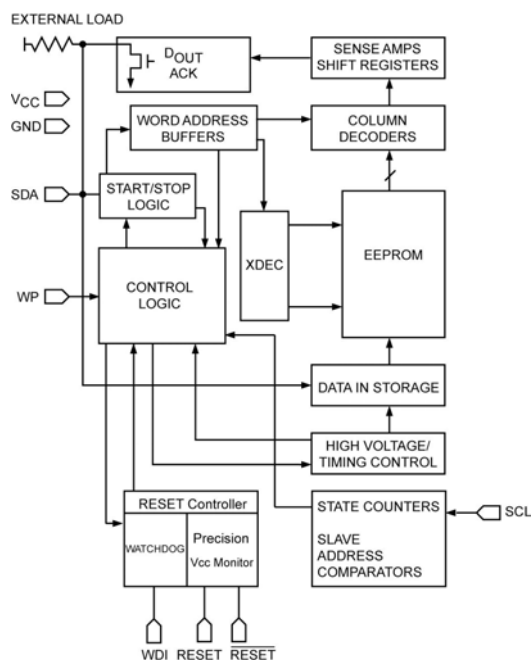 EXTERNAL LOAD
DOUT
ACK
SENSE AMPS
SHIFT REGISTERS
VCC
GND
WORD ADDRESS
BUFFERS
COLUMN
DECODERS
SDA
START/STOP
LOGIC
XDEC
EEPROM
WP
CONTROL
LOGIC
DATA IN STORAGE
HIGH VOLTAGE/
TIMING CONTROL
RESET Controller
WATCHDOG
Precision
Vcc Monitor
STATE COUNTERS
SLAVE
ADDRESS
COMPARATORS
SCL
WDI RESET RESET